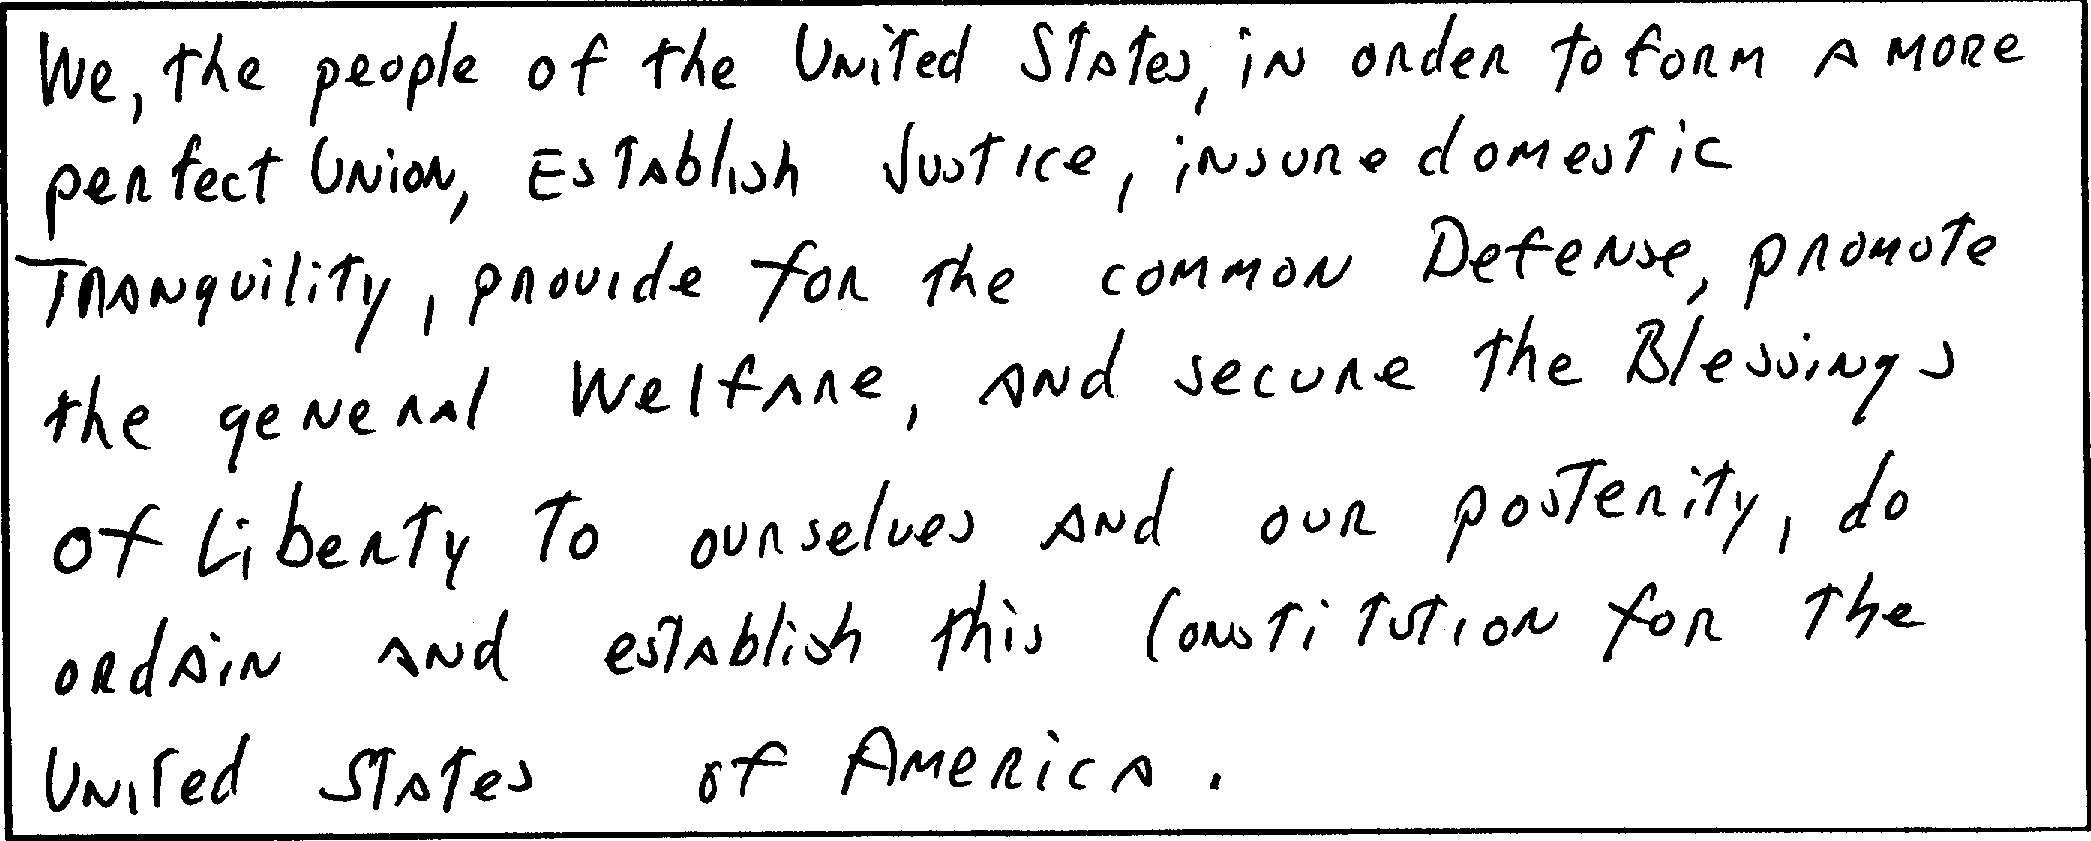 We, the people of the United States, in order to form a more
perfect Union, Establish Justice, insure domestic
Tranquility, provide for the common Defense, promote
the general Welfare, and secure the Blessings
of Liberty to ourselves and our posterity, do
ordain and establish this Constitution for the
United States of America.